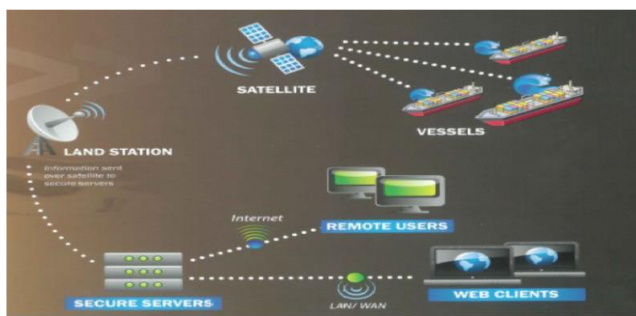 SATELLITE
VESSELS
LAND STATION
Information sent
over satellite to
secure servers
Internet
REMOTE USERS
SECURE SERVERS
LAN/ WAN
WEB CLIENTS